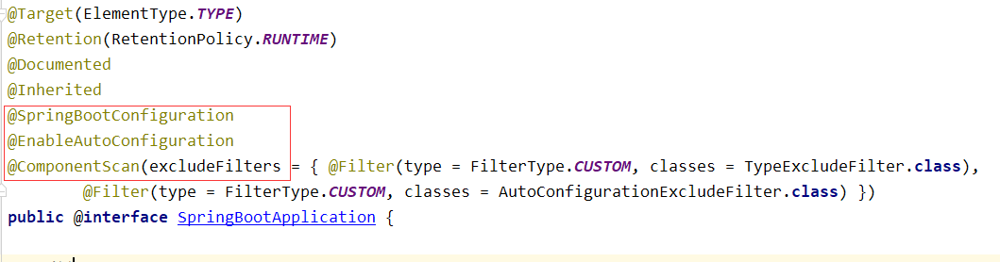 @Target(ElementType.TYPE)
@Retention(RetentionPolicy.RUNTIME)
@Documented
@Inherited
@SpringBootConfiguration
@EnableAutoConfiguration
@ComponentScan(excludeFilters = { @Filter(type = FilterType.CUSTOM, classes = TypeExcludeFilter.class),
@Filter(type = FilterType.CUSTOM, classes = AutoConfigurationExcludeFilter.class) })
public @interface SpringBootApplication {